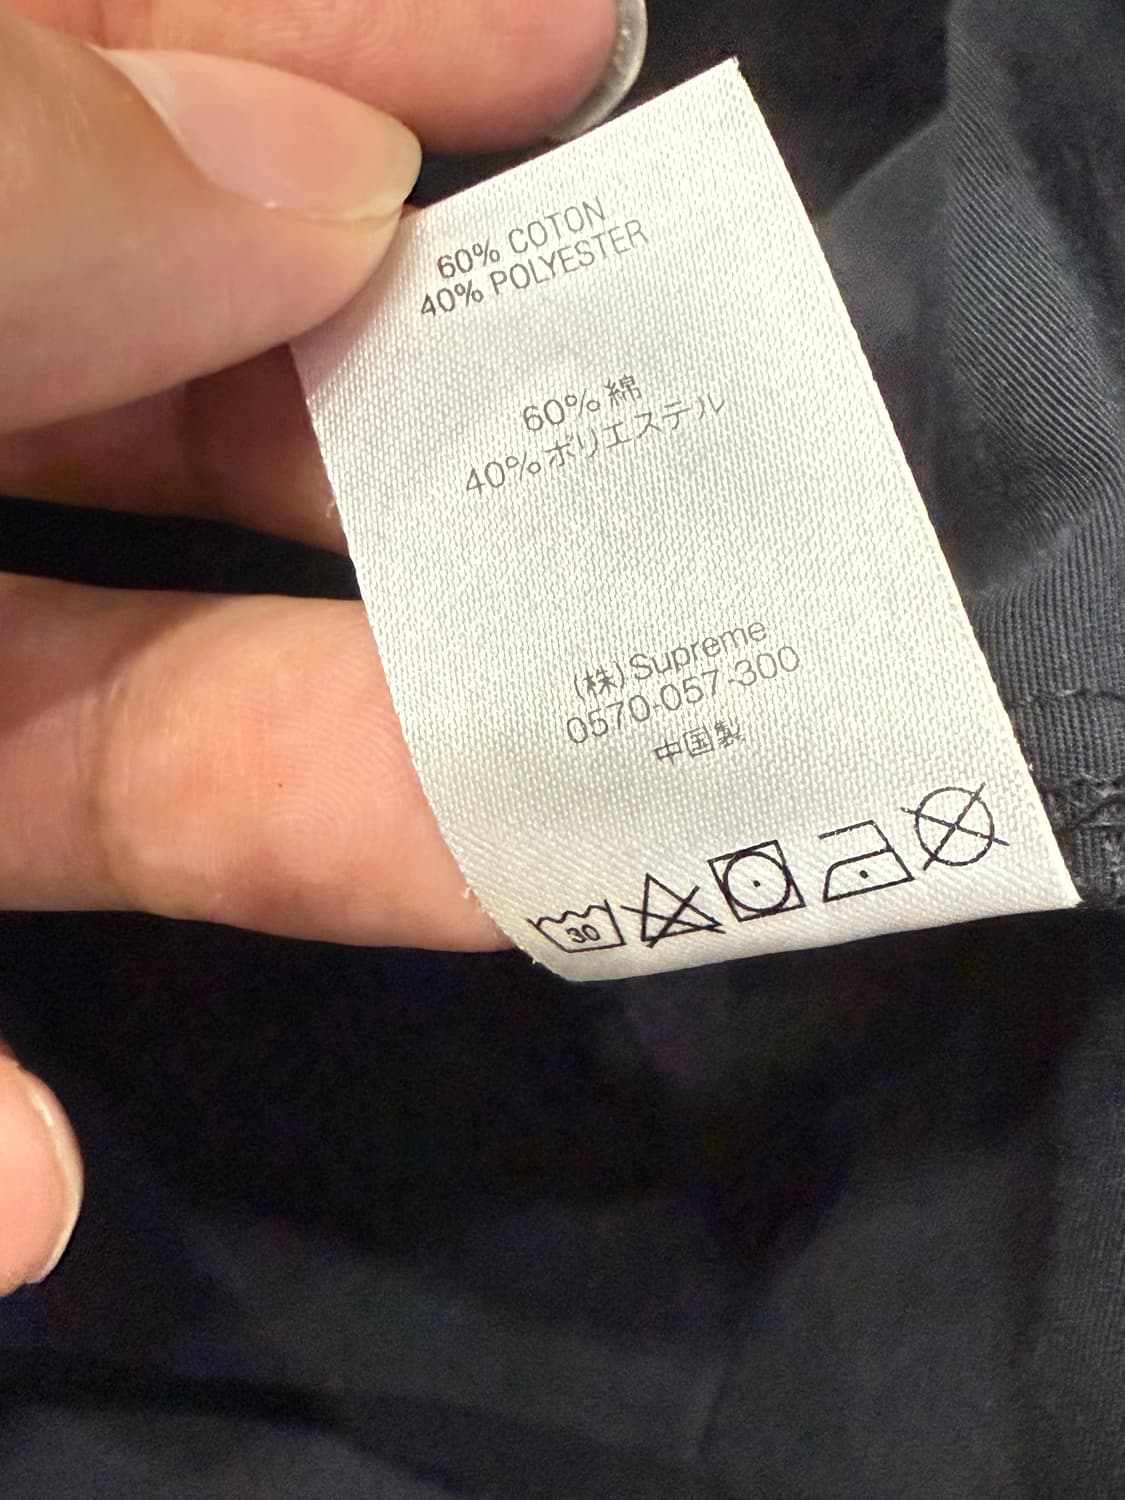 60% COTON
40% POLYESTER
60% 綿
40%ポリエステル
(株)Supreme
0570-057-300
中国製
30